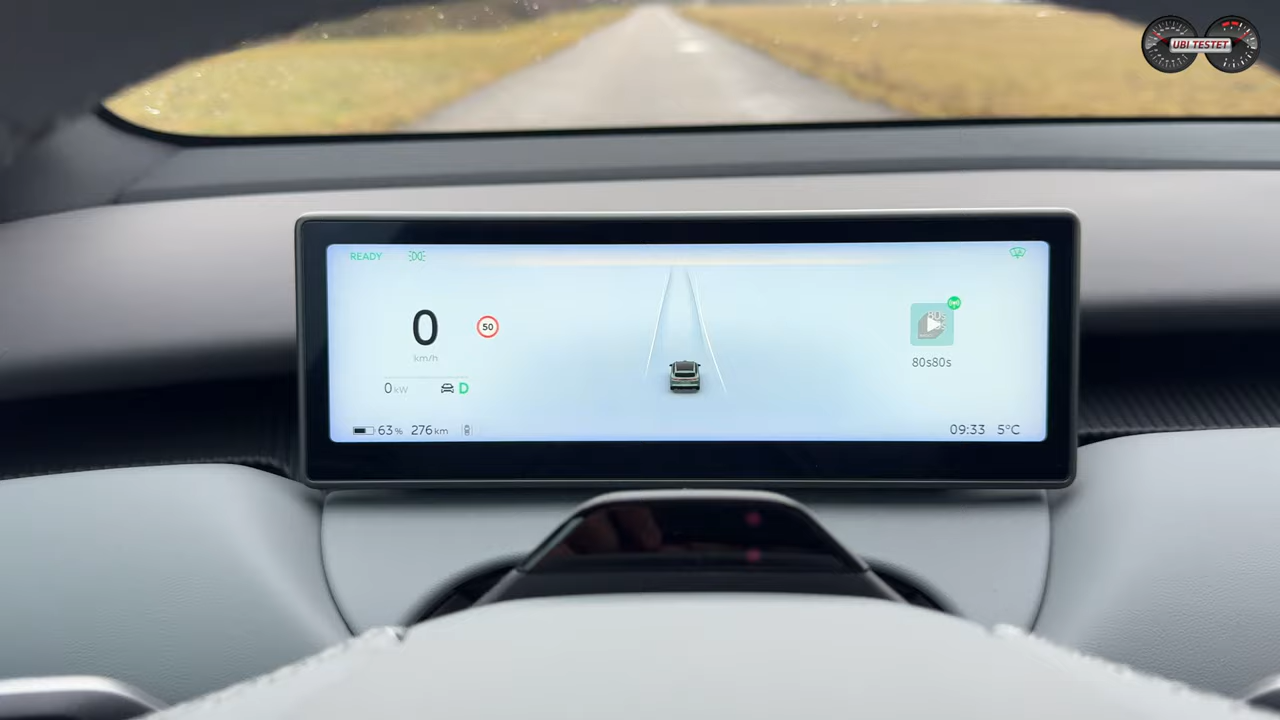 UBI TESTET
READY
0
50
km/h
0 kW
D
63 % 276 km
80s80s
09:33 5°C